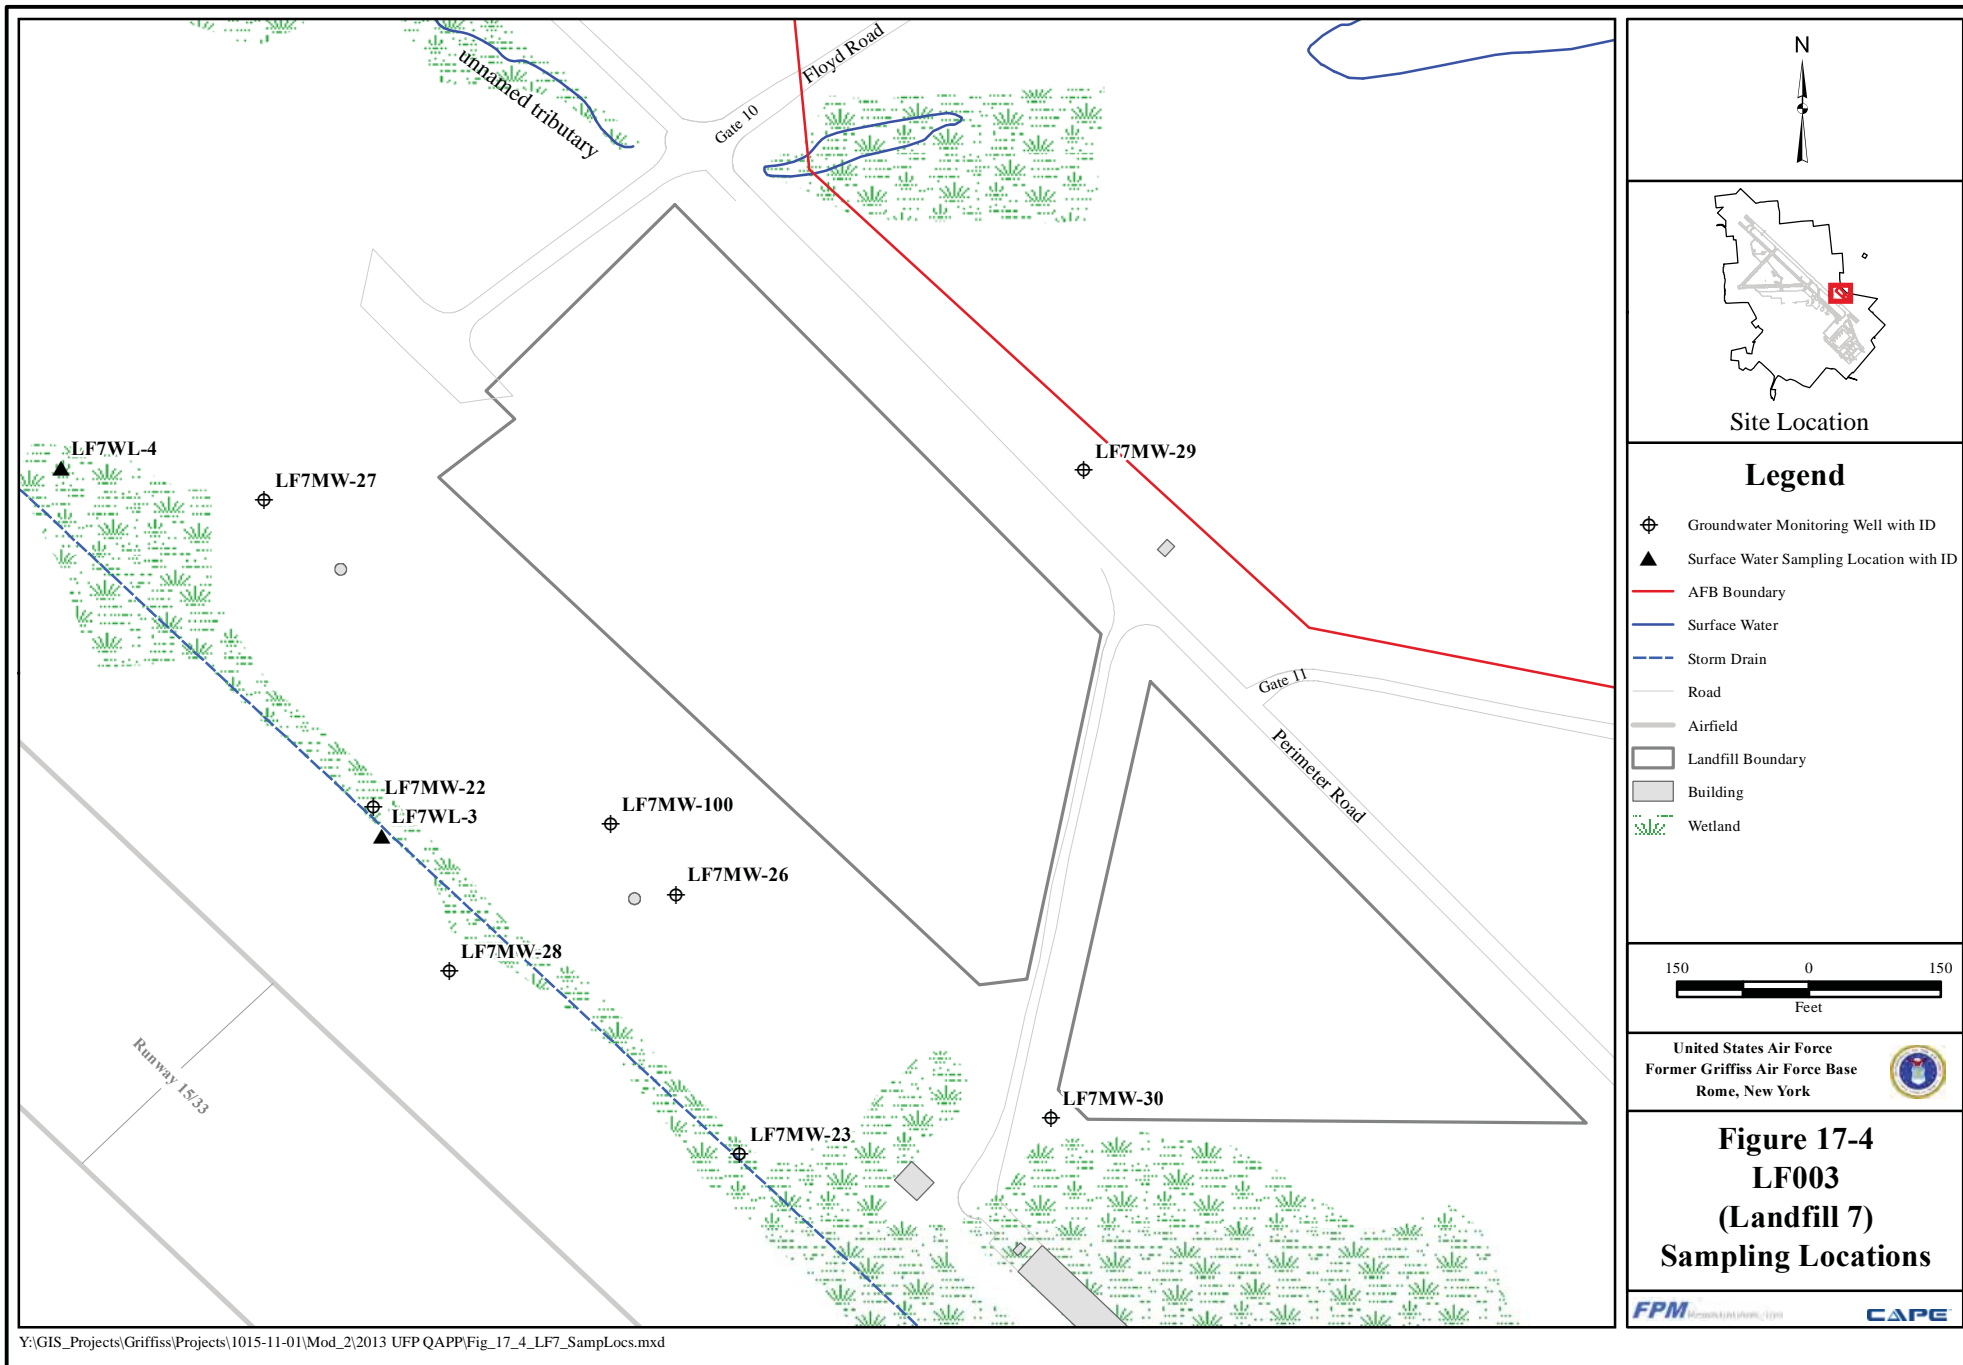 unnamed tributary
Floyd Road
Gate 10
LF7WL-4
LF7MW-27
LF7MW-29
Gate 11
Perimeter Road
LF7MW-22
LF7WL-3
LF7MW-100
LF7MW-26
LF7MW-28
Runway 15/33
LF7MW-23
LF7MW-30
N
Site Location
Legend
Groundwater Monitoring Well with ID
Surface Water Sampling Location with ID
AFB Boundary
Surface Water
Storm Drain
Road
Airfield
Landfill Boundary
Building
Wetland
150 0 150
Feet
United States Air Force
Former Griffiss Air Force Base
Rome, New York
Figure 17-4
LF003
(Landfill 7)
Sampling Locations
FPM
CAPE
Y:\GIS_Projects\Griffiss\Projects\1015-11-01\Mod_2\2013 UFP QAPP\Fig_17_4_LF7_SampLocs.mxd